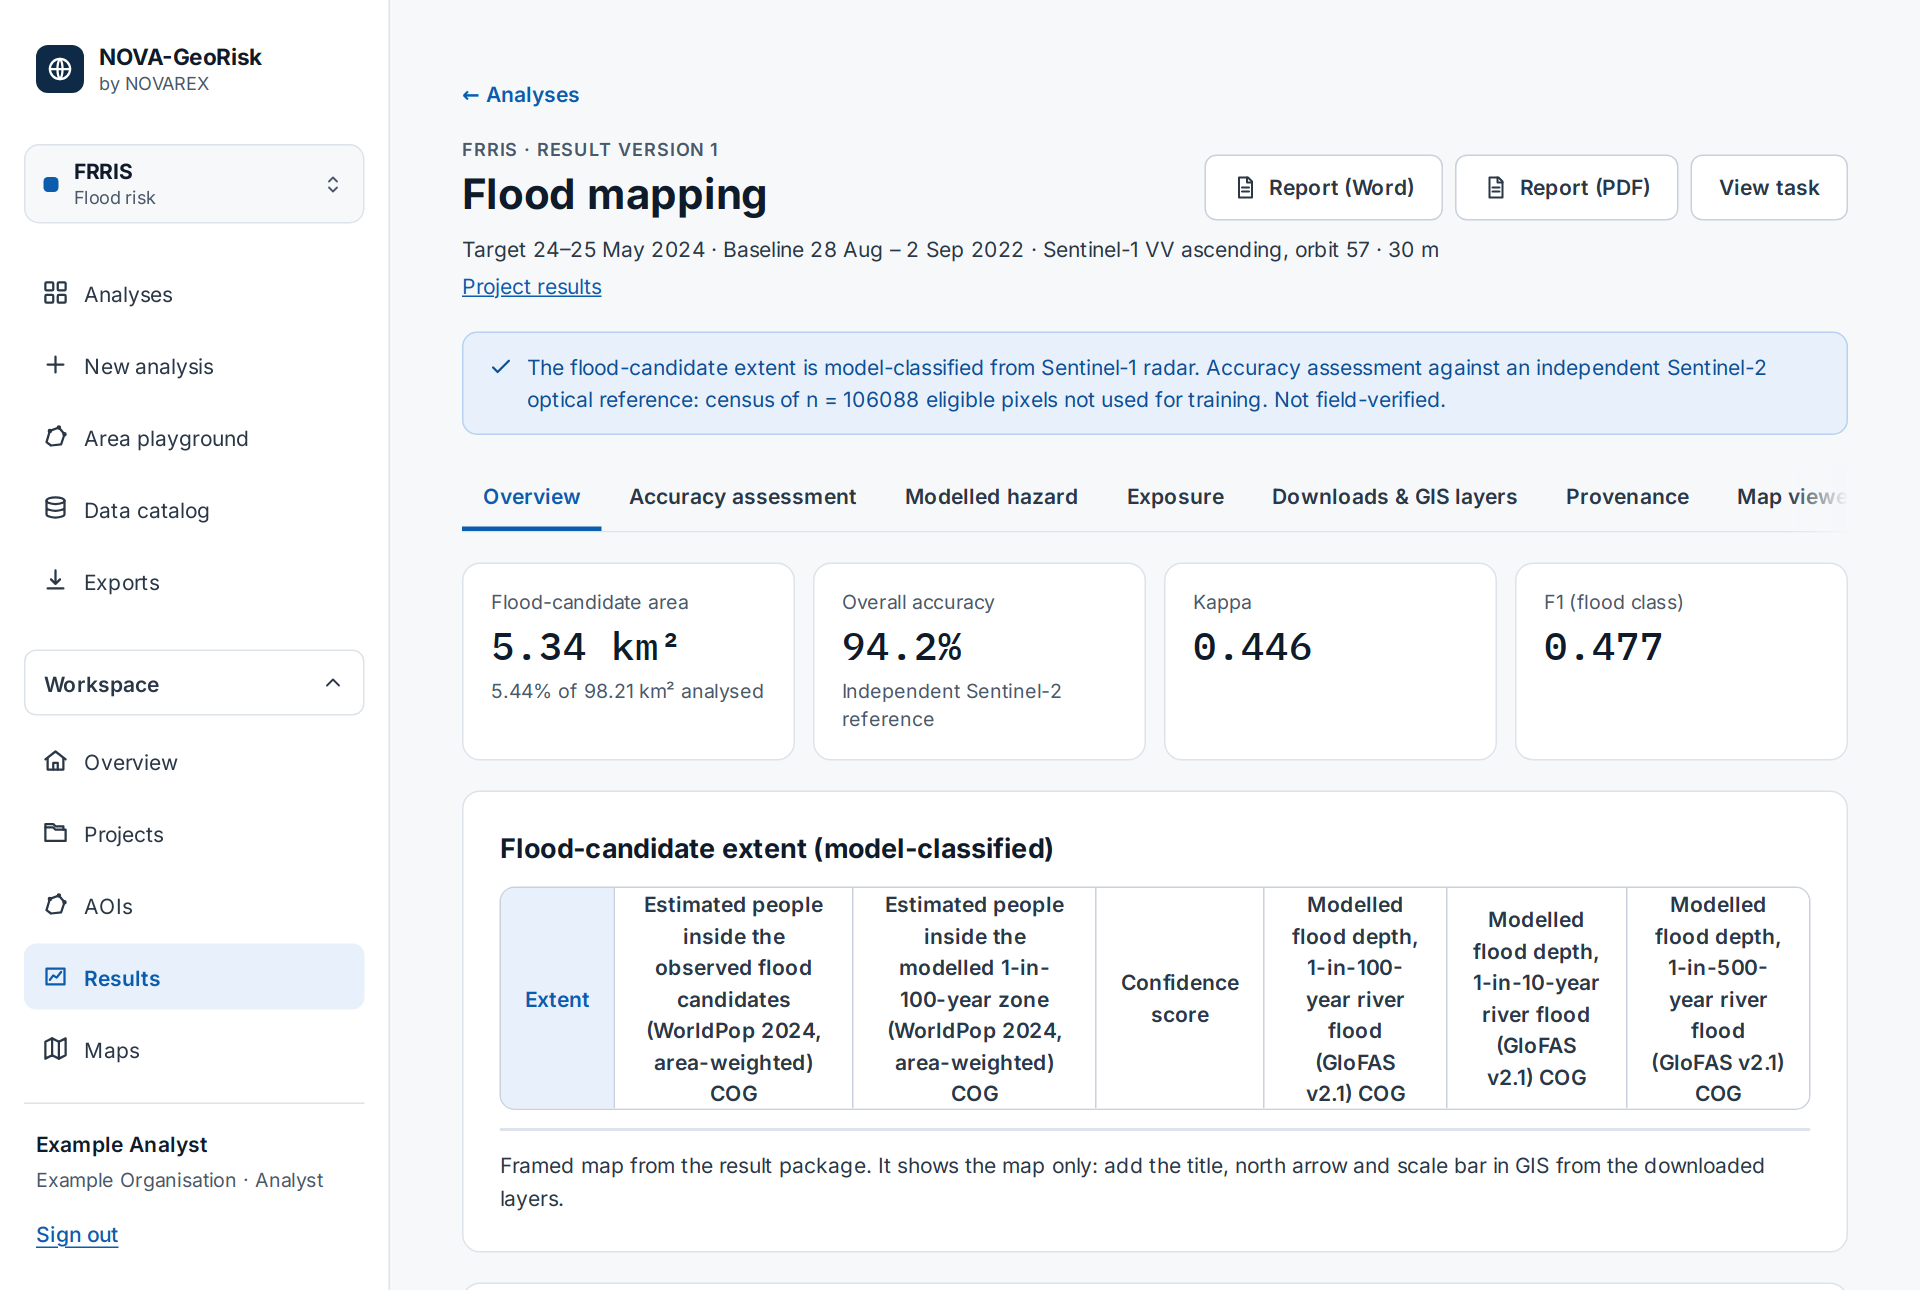 NOVA-GeoRisk
by NOVAREX
FRRIS
Flood risk
Analyses
New analysis
Area playground
Data catalog
Exports
Workspace
Overview
Projects
AOIs
Results
Maps
Example Analyst
Example Organisation · Analyst
Sign out
← Analyses
FRRIS · RESULT VERSION 1
Flood mapping
Report (Word)
Report (PDF)
View task
Target 24–25 May 2024 · Baseline 28 Aug – 2 Sep 2022 · Sentinel-1 VV ascending, orbit 57 · 30 m
Project results
The flood-candidate extent is model-classified from Sentinel-1 radar. Accuracy assessment against an independent Sentinel-2
optical reference: census of n = 106088 eligible pixels not used for training. Not field-verified.
Overview
Accuracy assessment
Modelled hazard
Exposure
Downloads & GIS layers
Provenance
Map viewe
Flood-candidate area
5.34 km²
5.44% of 98.21 km² analysed
Overall accuracy
94.2%
Independent Sentinel-2
reference
Kappa
0.446
F1 (flood class)
0.477
Flood-candidate extent (model-classified)
Extent
Estimated people
inside the
observed flood
candidates
(WorldPop 2024,
area-weighted)
COG
Estimated people
inside the
modelled 1-in-
100-year zone
(WorldPop 2024,
area-weighted)
COG
Confidence
score
Modelled
flood depth,
1-in-100-
year river
flood
(GloFAS
v2.1) COG
Modelled
flood depth,
1-in-10-year
river flood
(GloFAS
v2.1) COG
Modelled
flood depth,
1-in-500-
year river
flood
(GloFAS v2.1)
COG
Framed map from the result package. It shows the map only: add the title, north arrow and scale bar in GIS from the downloaded
layers.